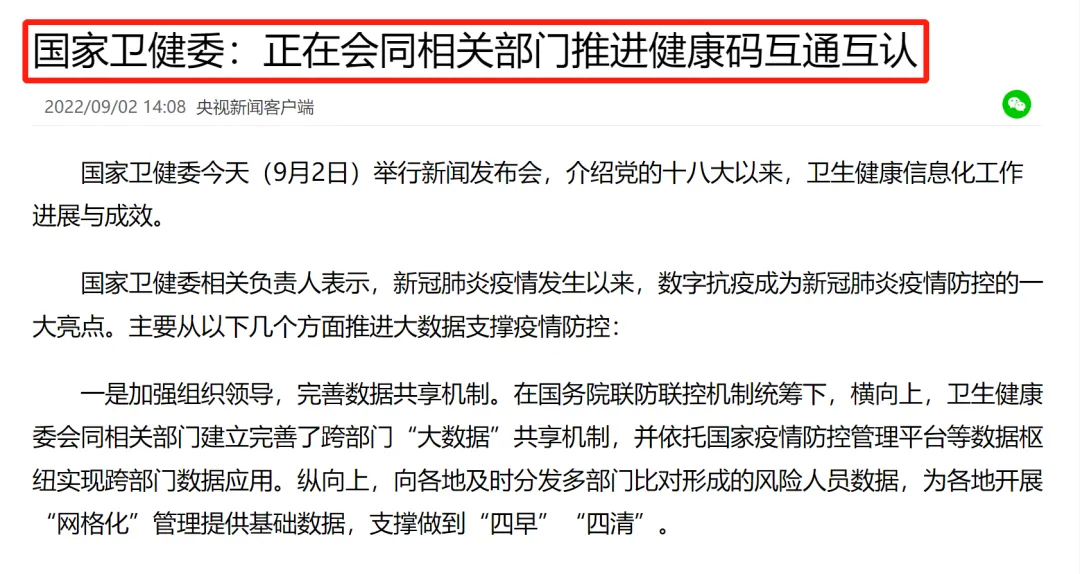 国家卫健委：正在会同相关部门推进健康码互通互认
2022/09/02 14:08 央视新闻客户端
国家卫健委今天（9月2日）举行新闻发布会，介绍党的十八大以来，卫生健康信息化工作
进展与成效。
国家卫健委相关负责人表示，新冠肺炎疫情发生以来，数字抗疫成为新冠肺炎疫情防控的一
大亮点。主要从以下几个方面推进大数据支撑疫情防控：
一是加强组织领导，完善数据共享机制。在国务院联防联控机制统筹下，横向上，卫生健康
委会同相关部门建立完善了跨部门“大数据”共享机制，并依托国家疫情防控管理平台等数据枢
纽实现跨部门数据应用。纵向上，向各地及时分发多部门比对形成的风险人员数据，为各地开展
“网格化”管理提供基础数据，支撑做到“四早”“四清”。